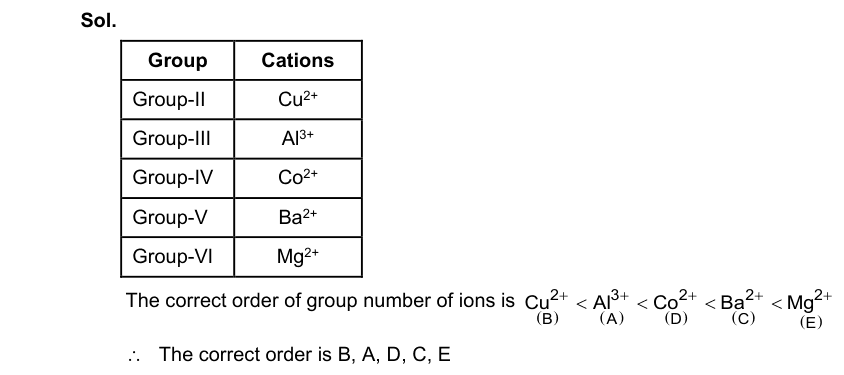 Sol.
Group Cations
Group-II Cu²⁺
Group-III Al³⁺
Group-IV Co²⁺
Group-V Ba²⁺
Group-VI Mg²⁺
The correct order of group number of ions is Cu²⁺ < Al³⁺ < Co²⁺ < Ba²⁺ < Mg²⁺
(B) (A) (D) (C) (E)
∴ The correct order is B, A, D, C, E